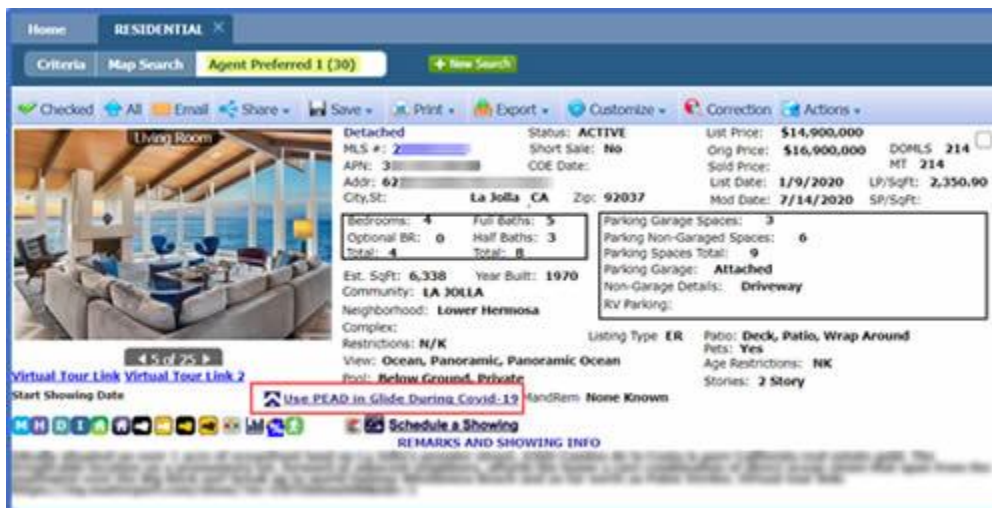 Home RESIDENTIAL ×
Criteria Map Search Agent Preferred 1 (30) + New Search
Checked All Email Share Save Print Export Customize Correction Actions
Living Room
Detached Status: ACTIVE List Price: $14,900,000
MLS #: 2 Short Sale: No Orig Price: $16,900,000 DOMLS 214
APN: 3 COE Date: Sold Price: MT 214
Addr: 62 List Date: 1/9/2020 LP/SqFt: 2,350.90
City,St: La Jolla , CA Zip: 92037 Mod Date: 7/14/2020 SP/SqFt:
Bedrooms: 4 Full Baths: 5 Parking Garage Spaces: 3
Optional BR: 0 Half Baths: 3 Parkng Non-Garaged Spaces: 6
Total: 4 Total: 8 Parking Spaces Total: 9
Est. SqFt: 6,338 Year Built: 1970 Parking Garage: Attached
Community: LA JOLLA Non-Garage Details: Driveway
Neighborhood: Lower Hermosa RV Parking:
Complex:
Restrictions: N/K Listing Type ER Patio: Deck, Patio, Wrap Around
Pets: Yes
View: Ocean, Panoramic, Panoramic Ocean Age Restrictions: NK
5 of 25
Pool: Below Ground, Private Stories: 2 Story
Virtual Tour Link Virtual Tour Link 2
Start Showing Date Use PEAD in Glide During Covid-19 HandRem None Known
M H D I Schedule a Showing
REMARKS AND SHOWING INFO